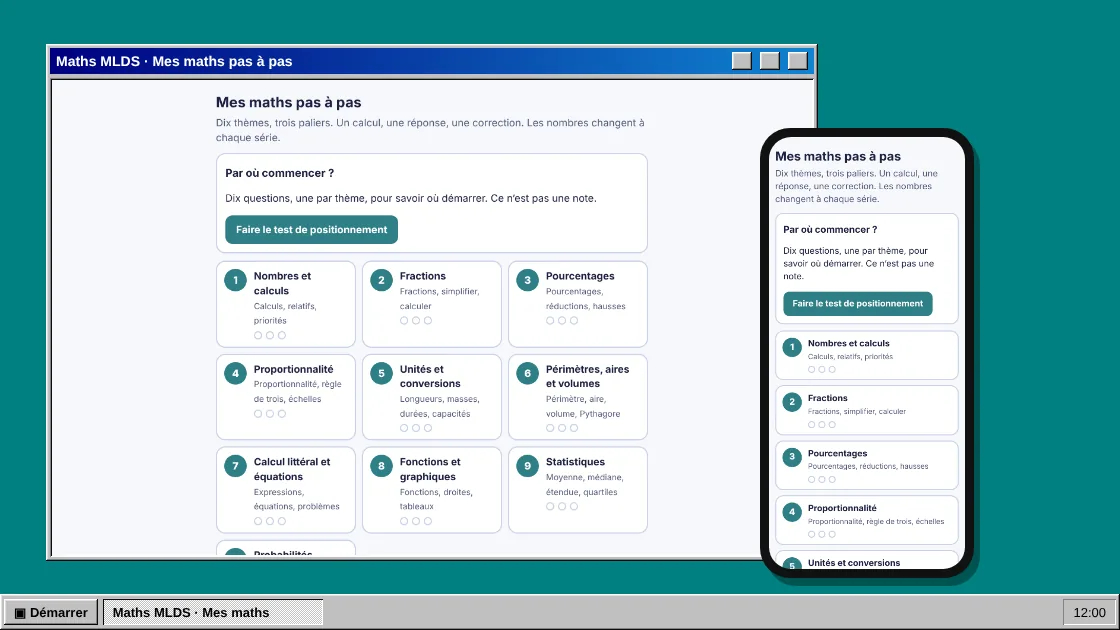 Maths MLDS · Mes maths pas à pas
Mes maths pas à pas
Dix thèmes, trois paliers. Un calcul, une réponse, une correction. Les nombres changent à
chaque série.
Par où commencer ?
Dix questions, une par thème, pour savoir où démarrer. Ce n'est pas une note.
Faire le test de positionnement
1
Nombres et
calculs
Calculs, relatifs,
priorités
2
Fractions
Fractions, simplifier,
calculer
3
Pourcentages
Pourcentages,
réductions, hausses
4
Proportionnalité
Proportionnalité, règle
de trois, échelles
5
Unités et
conversions
Longueurs, masses,
durées, capacités
6
Périmètres, aires
et volumes
Périmètre, aire,
volume, Pythagore
7
Calcul littéral et
équations
Expressions,
équations, problèmes
8
Fonctions et
graphiques
Fonctions, droites,
tableaux
9
Statistiques
Moyenne, médiane,
étendue, quartiles
Probabilités
Mes maths pas à pas
Dix thèmes, trois paliers. Un calcul, une
réponse, une correction. Les nombres
changent à chaque série.
Par où commencer ?
Dix questions, une par thème, pour
savoir où démarrer. Ce n'est pas une
note.
Faire le test de positionnement
1
Nombres et calculs
Calculs, relatifs, priorités
2
Fractions
Fractions, simplifier, calculer
3
Pourcentages
Pourcentages, réductions, hausses
4
Proportionnalité
Proportionnalité, règle de trois, échelles
5
Unités et conversions
Démarrer
Maths MLDS · Mes maths
12:00